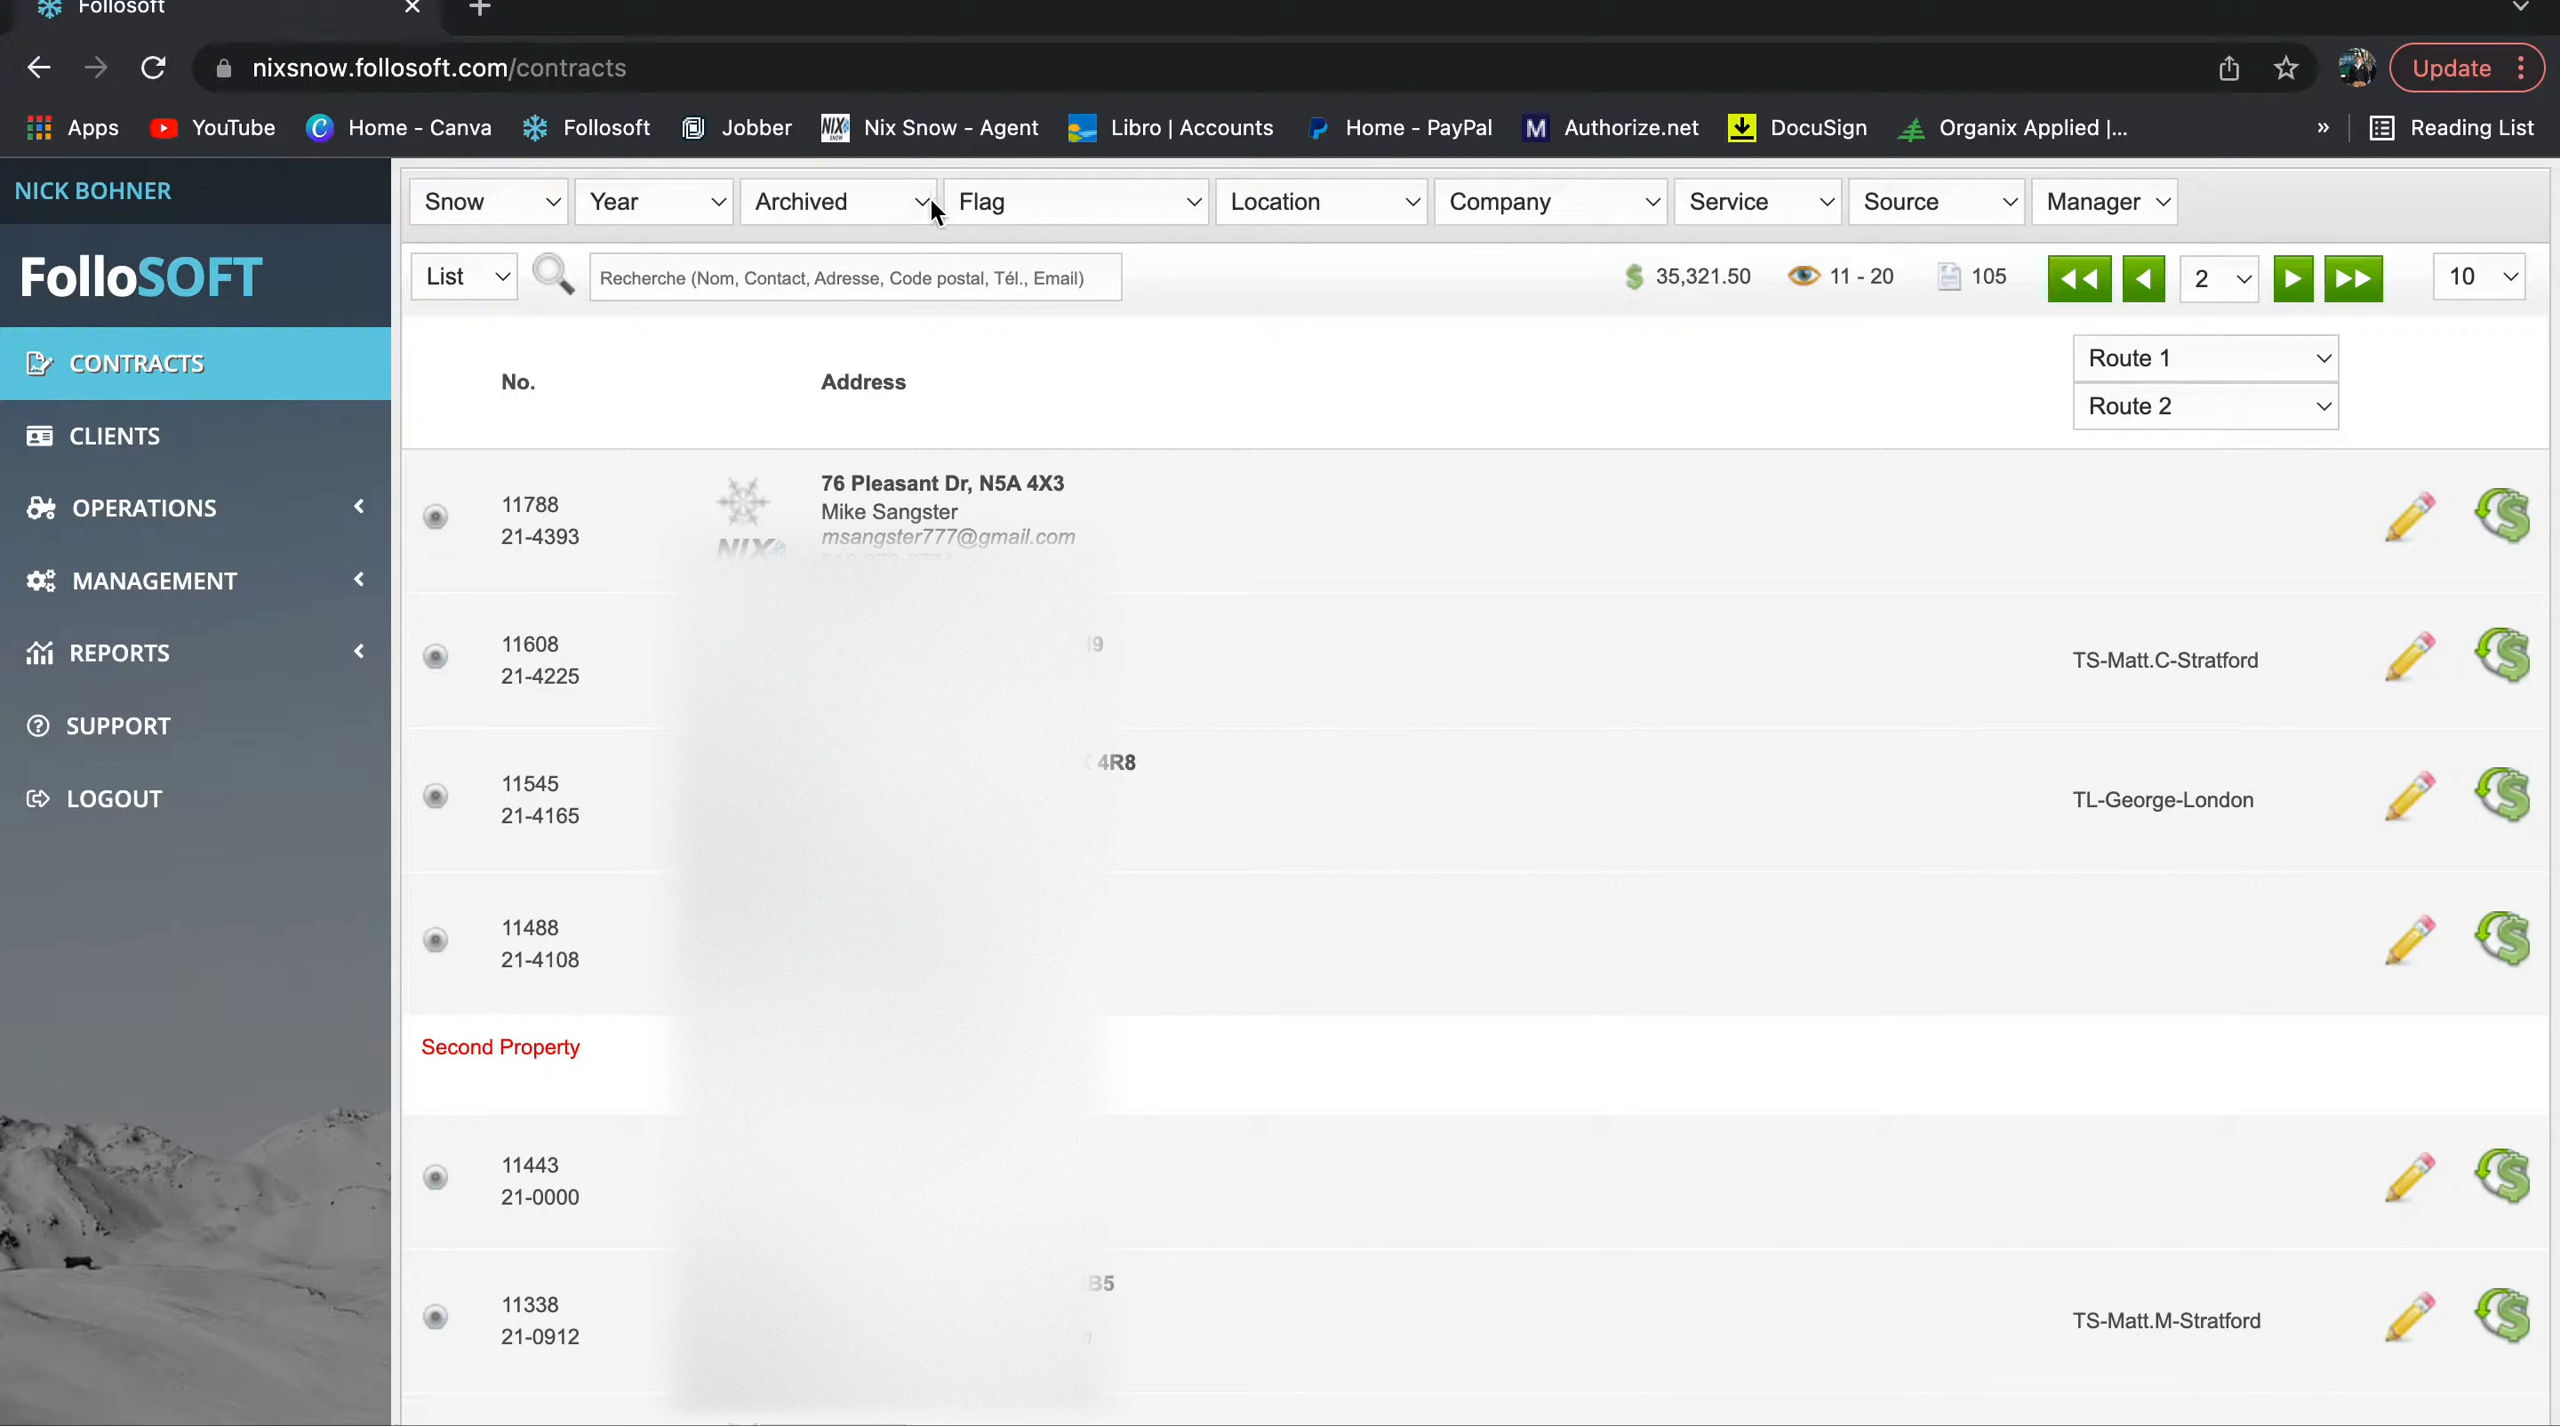 Follosoft
nixsnow.follosoft.com/contracts
Update
Apps YouTube Home - Canva Follosoft Jobber Nix Snow - Agent Libro | Accounts Home - PayPal Authorize.net DocuSign Organix Applied |... » Reading List
NICK BOHNER
Snow Year Archived Flag Location Company Service Source Manager
FolloSOFT
List Recherche (Nom, Contact, Adresse, Code postal, Tél., Email) 35,321.50 11 - 20 105 2 10
CONTRACTS
CLIENTS
OPERATIONS
MANAGEMENT
REPORTS
SUPPORT
LOGOUT
No. Address Route 1
Route 2
11788
21-4393
76 Pleasant Dr, N5A 4X3
Mike Sangster
msangster777@gmail.com
NIX
11608
21-4225
TS-Matt.C-Stratford
11545
21-4165
4R8
TL-George-London
11488
21-4108
Second Property
11443
21-0000
11338
21-0912
B5
TS-Matt.M-Stratford